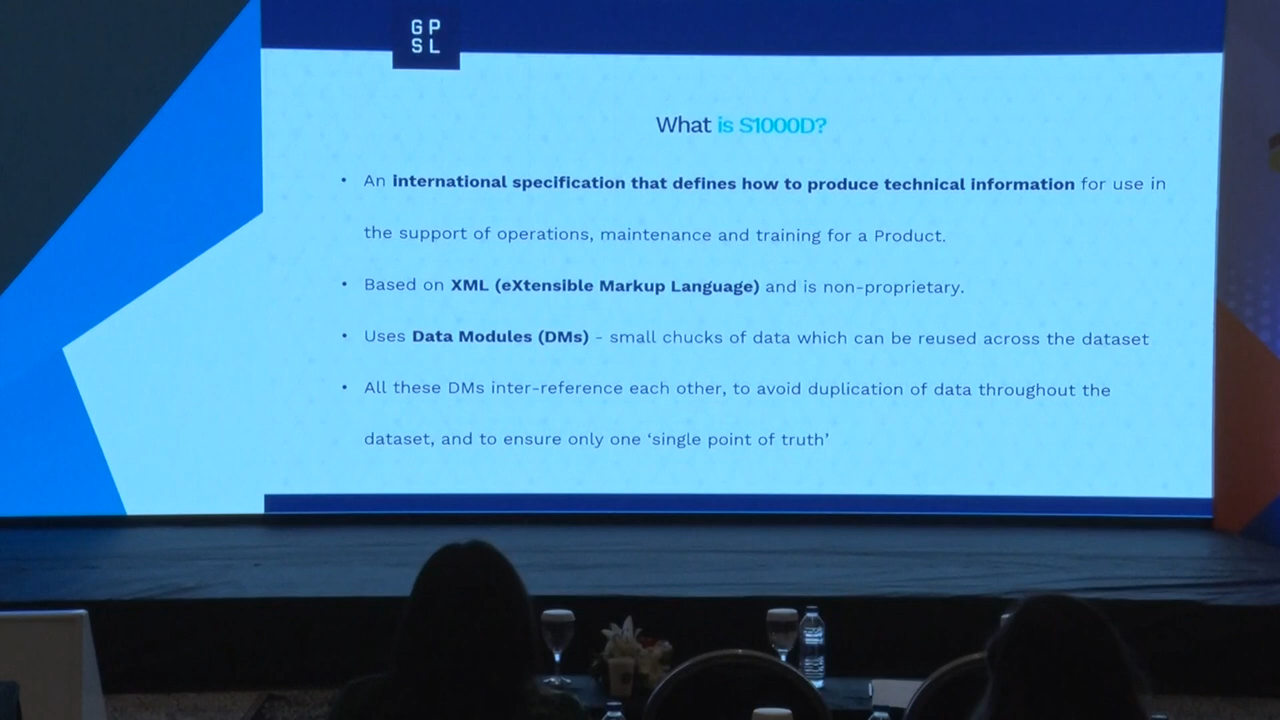 GP
SL
What is S1000D?
• An international specification that defines how to produce technical information for use in
the support of operations, maintenance and training for a Product.
• Based on XML (eXtensible Markup Language) and is non-proprietary.
• Uses Data Modules (DMs) - small chucks of data which can be reused across the dataset
• All these DMs inter-reference each other, to avoid duplication of data throughout the
dataset, and to ensure only one ‘single point of truth’